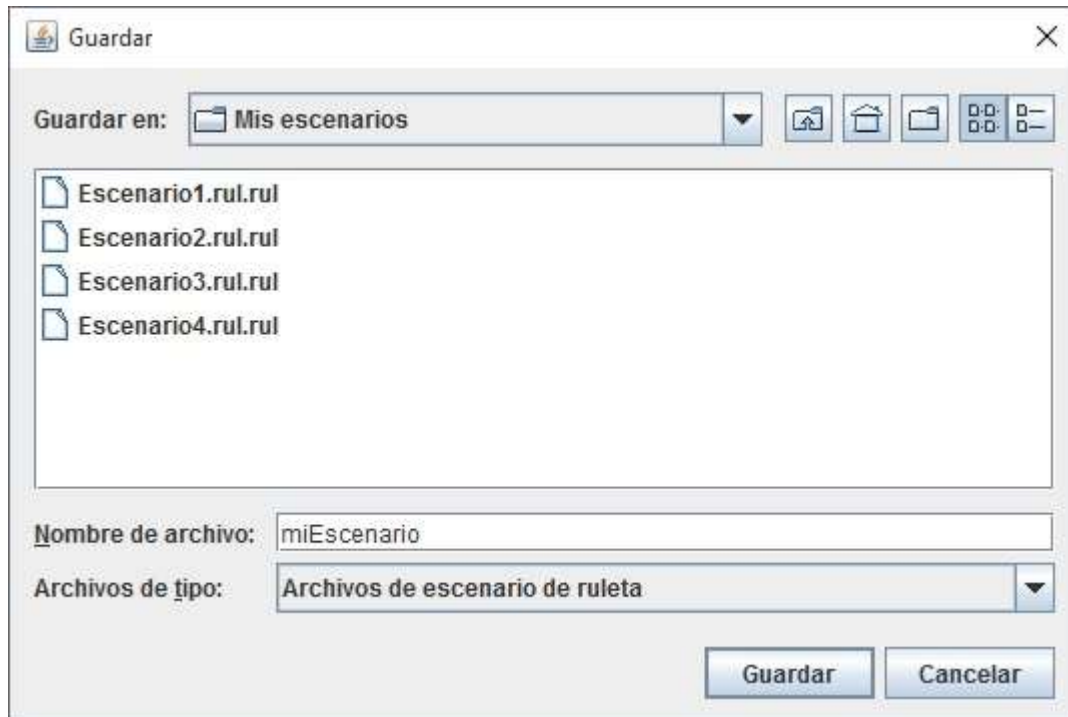 Guardar
Guardar en: Mis escenarios
Escenario1.rul.rul
Escenario2.rul.rul
Escenario3.rul.rul
Escenario4.rul.rul
Nombre de archivo: miEscenario
Archivos de tipo: Archivos de escenario de ruleta
Guardar Cancelar